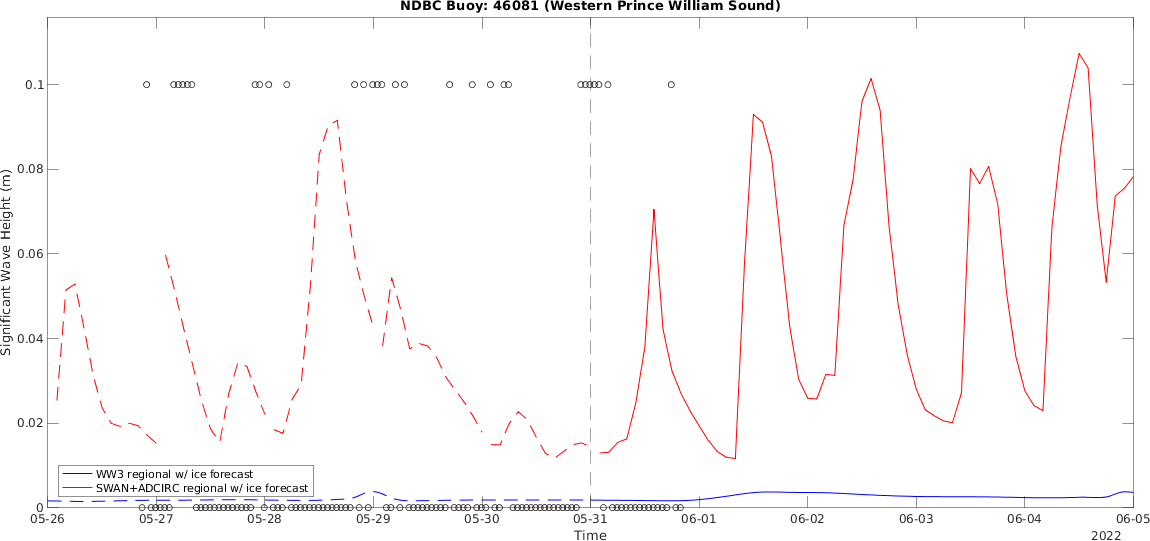 NDBC Buoy: 46081 (Western Prince William Sound)
0.1
0.08
0.06
0.04
0.02
0
Significant Wave Height (m)
WW3 regional w/ ice forecast
SWAN+ADCIRC regional w/ ice forecast
05-26 05-27 05-28 05-29 05-30 05-31 06-01 06-02 06-03 06-04 06-05
Time
2022